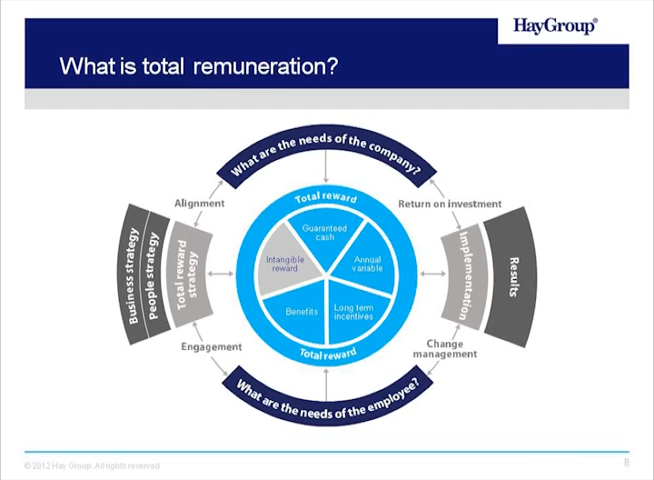 HayGroup®
What is total remuneration?
What are the needs of the company?
Alignment
Return on investment
Total reward
Guaranteed
cash
Intangible
reward
Annual
variable
Benefits
Long term
incentives
Total reward
Business strategy
People strategy
Total reward
strategy
Implementation
Results
Engagement
Change
management
What are the needs of the employee?
©2012 Hay Group. All rights reserved
8